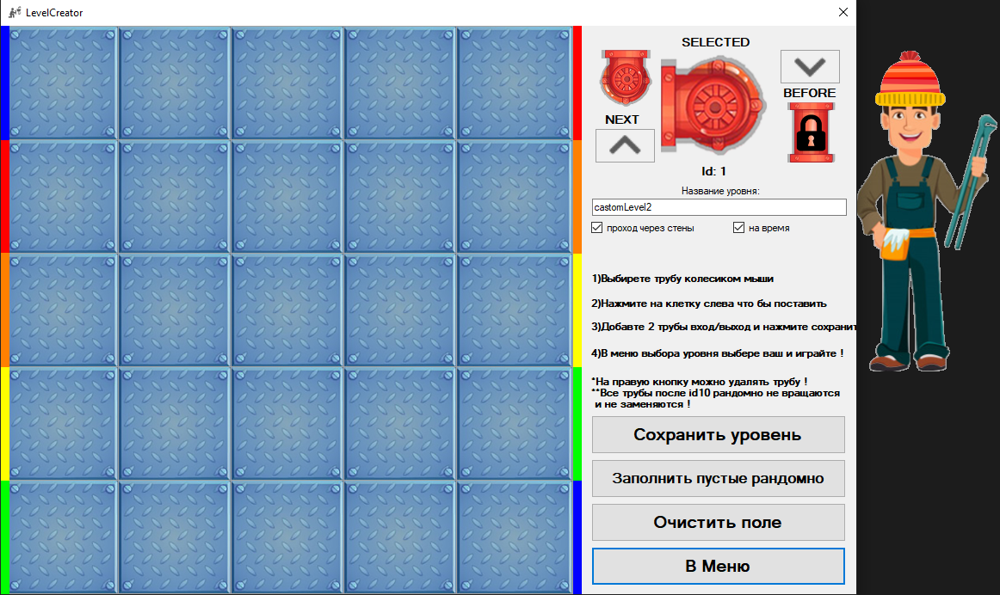 LevelCreator
SELECTED
BEFORE
NEXT
Id: 1
Название уровня:
castomLevel2
проход через стены
на время
1)Выбирете трубу колесиком мыши
2)Нажмите на клетку слева что бы поставить
3)Добавте 2 трубы вход/выход и нажмите сохранит
4)В меню выбора уровня выбере ваш и играйте !
*На правую кнопку можно удалять трубу !
**Все трубы после id10 рандомно не вращаются
и не заменяются !
Сохранить уровень
Заполнить пустые рандомно
Очистить поле
В Меню